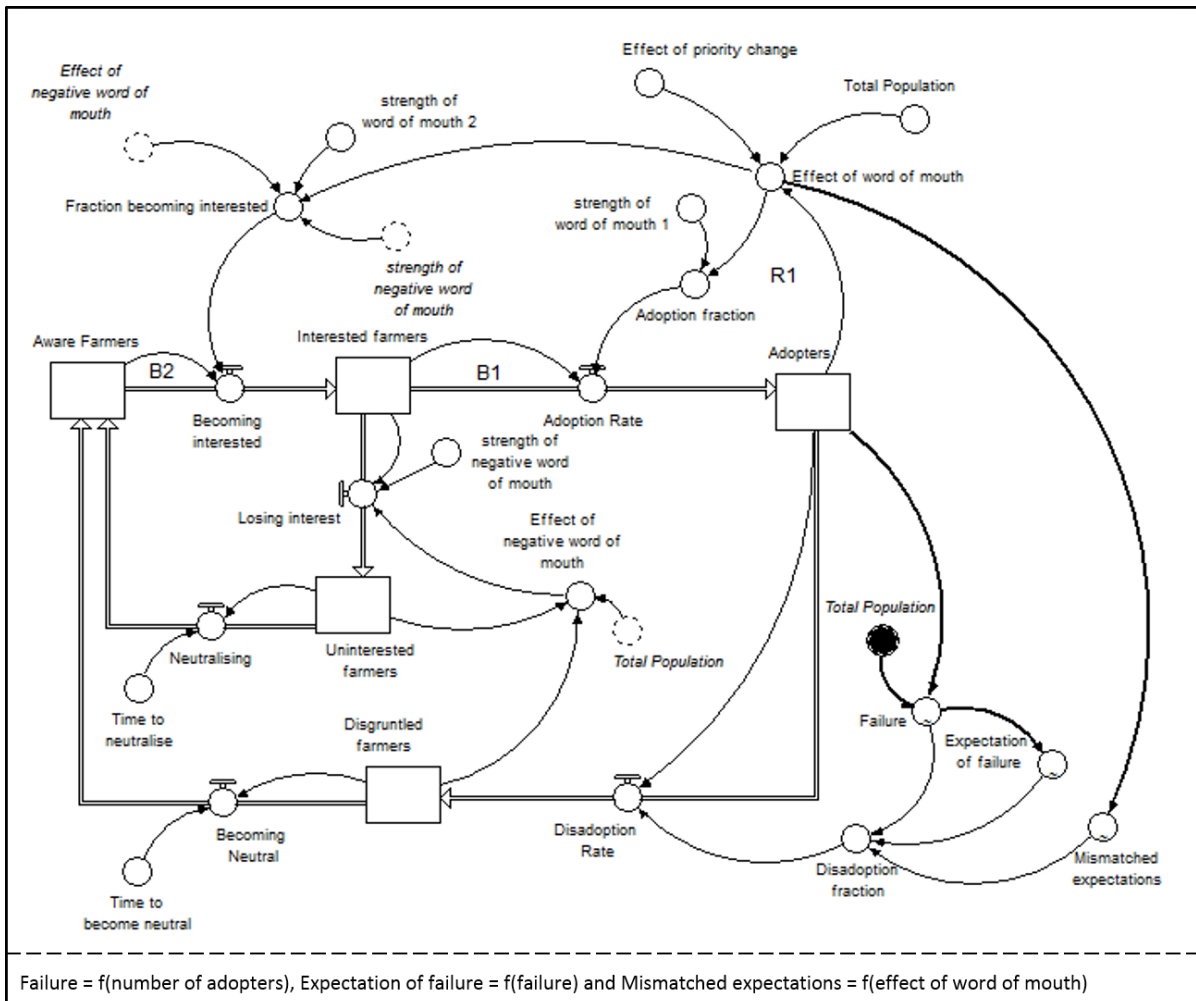 Effect of priority change
Effect of
negative word of
mouth
strength of
word of mouth 2
Total Population
Effect of word of mouth
Fraction becoming interested
strength of
word of mouth 1
strength of
negative word
of mouth
R1
Adoption fraction
Aware Farmers
Interested farmers
Adopters
B2
B1
Becoming
interested
Adoption Rate
strength of
negative word
of mouth
Losing interest
Effect of
negative word of
mouth
Total Population
Neutralising
Uninterested
farmers
Total Population
Time to
neutralise
Disgruntled
farmers
Failure
Expectation
of failure
Becoming
Neutral
Disadoption
Rate
Disadoption
fraction
Mismatched
expectations
Time to
become neutral
Failure = f(number of adopters), Expectation of failure = f(failure) and Mismatched expectations = f(effect of word of mouth)